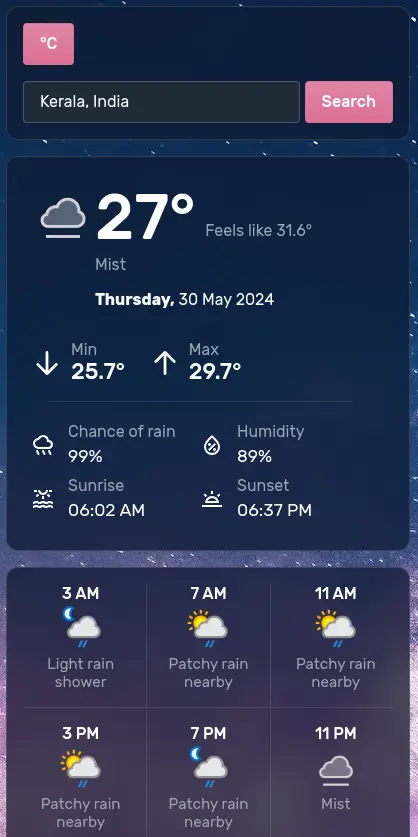 °C
Kerala, India
Search
27°
Feels like 31.6°
Mist
Thursday, 30 May 2024
Min
25.7°
Max
29.7°
Chance of rain
99%
Humidity
89%
Sunrise
06:02 AM
Sunset
06:37 PM
3 AM
Light rain
shower
7 AM
Patchy rain
nearby
11 AM
Patchy rain
nearby
3 PM
Patchy rain
nearby
7 PM
Patchy rain
nearby
11 PM
Mist